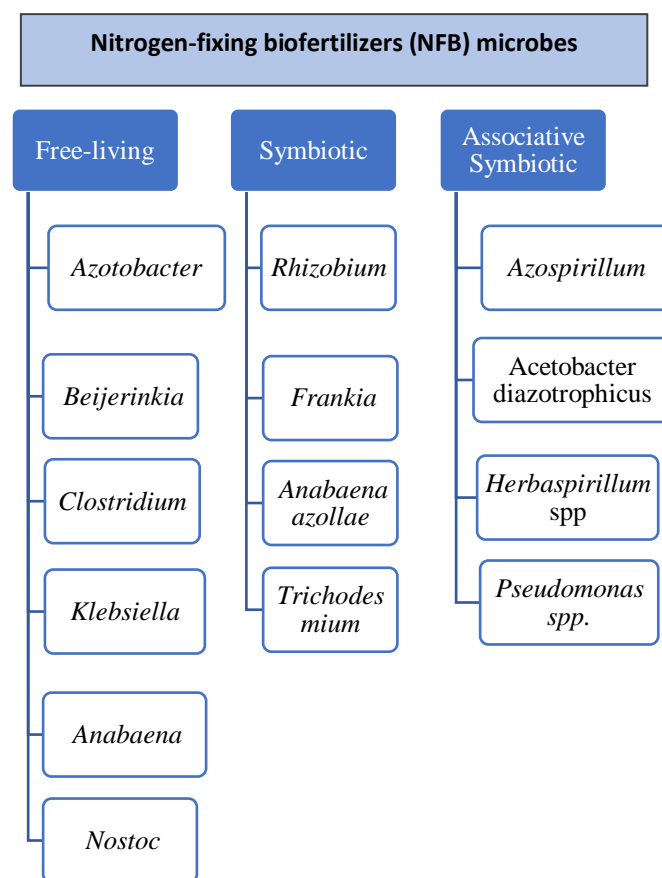 Nitrogen-fixing biofertilizers (NFB) microbes
Free-living
Azotobacter
Beijerinkia
Clostridium
Klebsiella
Anabaena
Nostoc
Symbiotic
Rhizobium
Frankia
Anabaena
azollae
Trichodes
mium
Associative
Symbiotic
Azospirillum
Acetobacter
diazotrophicus
Herbaspirillum
spp
Pseudomonas
spp.